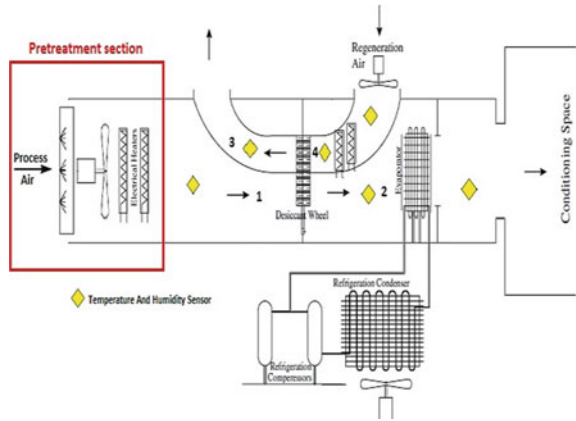 Pretreatment section
Regeneration
Air
Process
Air
Electrical Heaters
3
4
1
2
Desiccant Wheel
Evaporator
Conditioning Space
Temperature And Humidity Sensor
Refrigeration Condenser
Refrigeration
Compressors